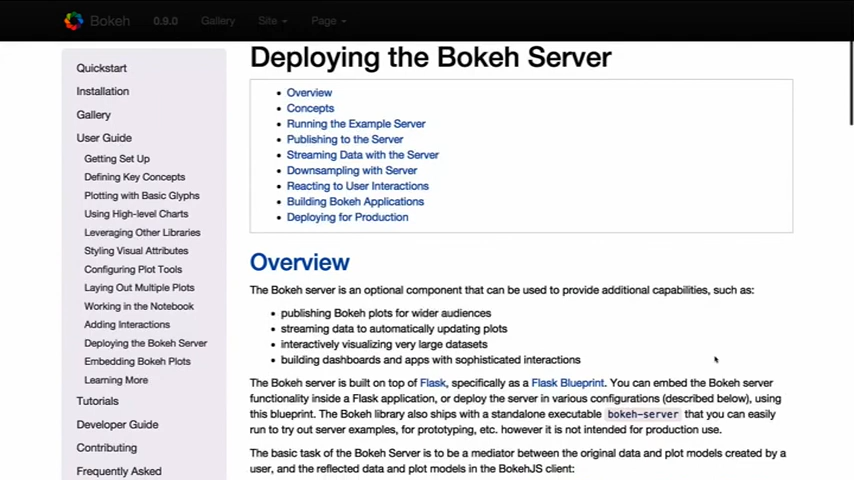 Bokeh 0.9.0 Gallery Site Page
Quickstart
Installation
Gallery
User Guide
Getting Set Up
Defining Key Concepts
Plotting with Basic Glyphs
Using High-level Charts
Leveraging Other Libraries
Styling Visual Attributes
Configuring Plot Tools
Laying Out Multiple Plots
Working in the Notebook
Adding Interactions
Deploying the Bokeh Server
Embedding Bokeh Plots
Learning More
Tutorials
Developer Guide
Contributing
Frequently Asked
Deploying the Bokeh Server
Overview
Concepts
Running the Example Server
Publishing to the Server
Streaming Data with the Server
Downsampling with Server
Reacting to User Interactions
Building Bokeh Applications
Deploying for Production
Overview
The Bokeh server is an optional component that can be used to provide additional capabilities, such as:
publishing Bokeh plots for wider audiences
streaming data to automatically updating plots
interactively visualizing very large datasets
building dashboards and apps with sophisticated interactions
The Bokeh server is built on top of Flask, specifically as a Flask Blueprint. You can embed the Bokeh server
functionality inside a Flask application, or deploy the server in various configurations (described below), using
this blueprint. The Bokeh library also ships with a standalone executable bokeh-server that you can easily
run to try out server examples, for prototyping, etc. however it is not intended for production use.
The basic task of the Bokeh Server is to be a mediator between the original data and plot models created by a
user, and the reflected data and plot models in the BokehJS client: